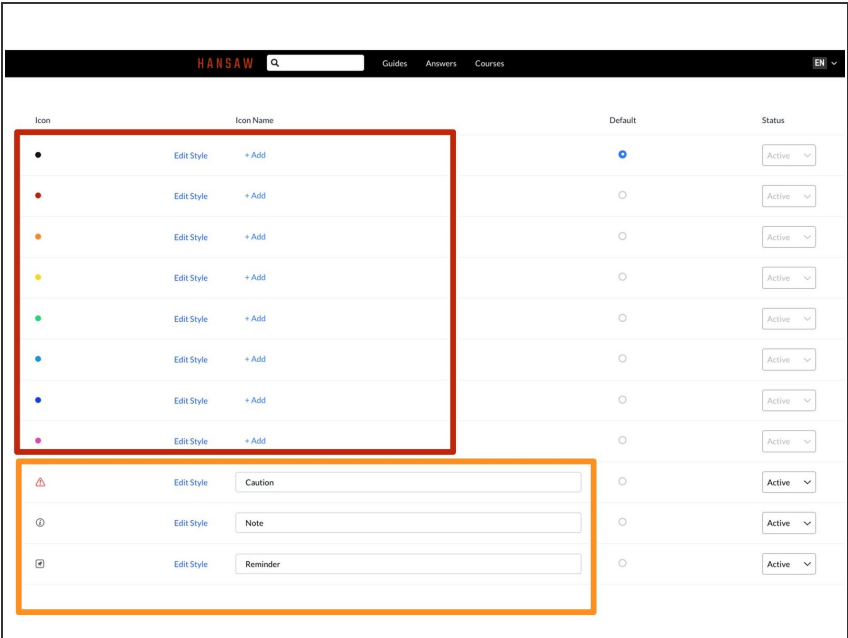 HANSAW Guides Answers Courses EN
Icon Icon Name Default Status
Edit Style + Add Active
Edit Style + Add Active
Edit Style + Add Active
Edit Style + Add Active
Edit Style + Add Active
Edit Style + Add Active
Edit Style + Add Active
Edit Style + Add Active
Edit Style Caution Active
Edit Style Note Active
Edit Style Reminder Active